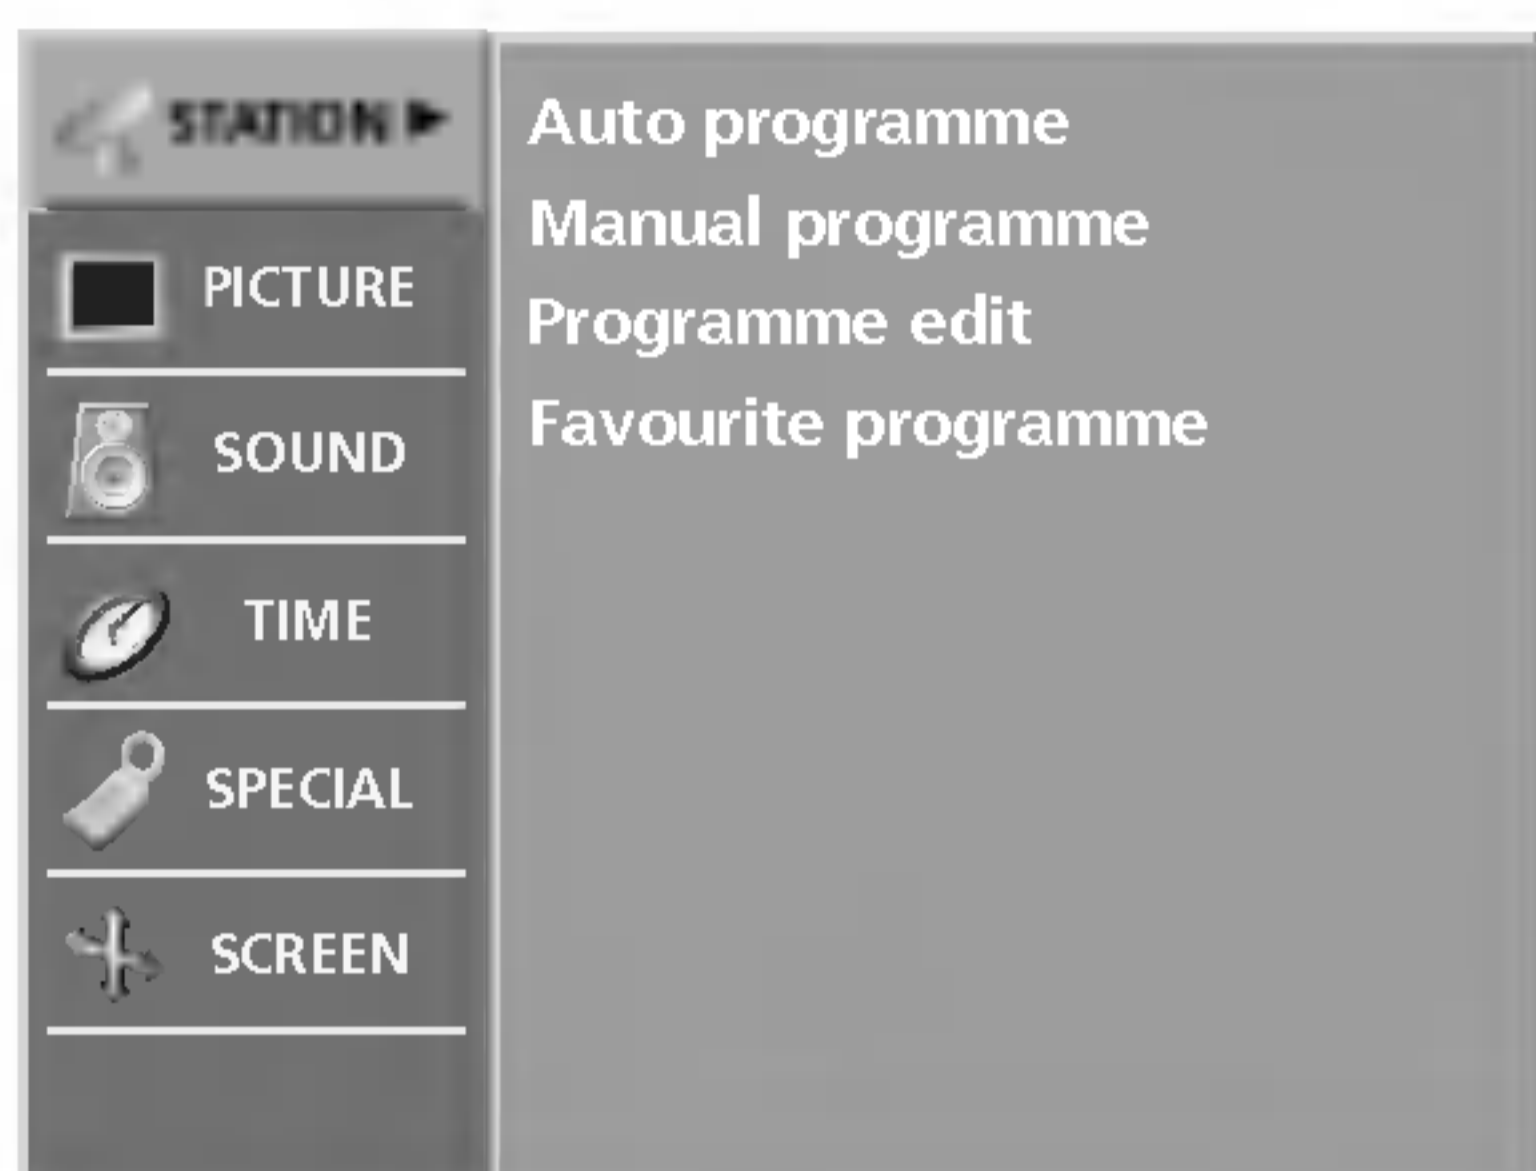 STATION ▶
PICTURE
SOUND
TIME
SPECIAL
SCREEN
Auto programme
Manual programme
Programme edit
Favourite programme